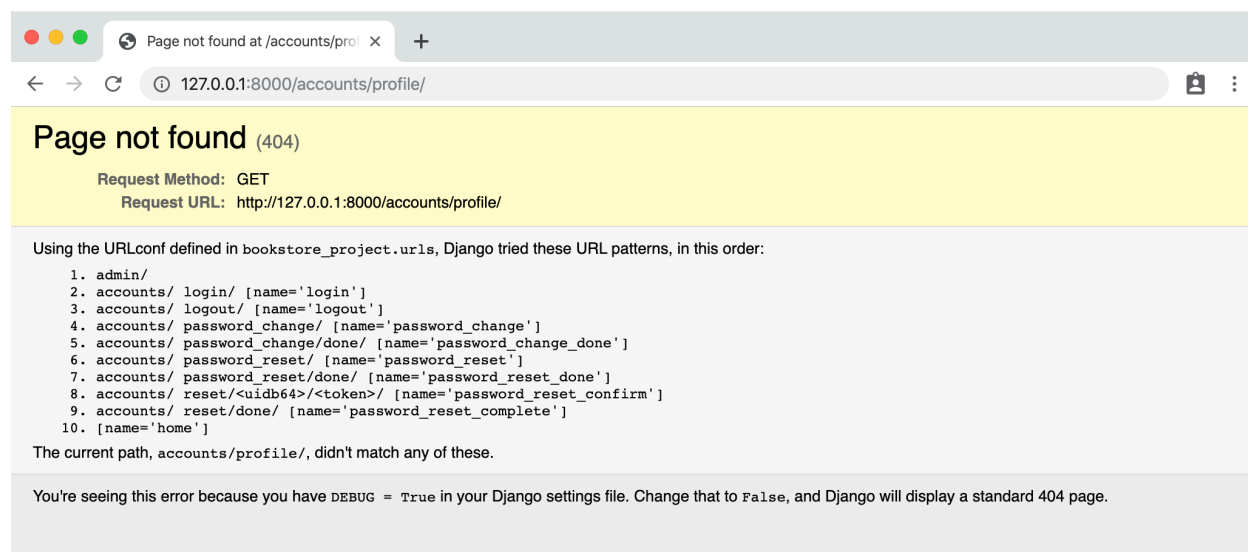 Page not found at /accounts/prof
127.0.0.1:8000/accounts/profile/
Page not found (404)
Request Method: GET
Request URL: http://127.0.0.1:8000/accounts/profile/
Using the URLconf defined in bookstore_project.urls, Django tried these URL patterns, in this order:
1. admin/
2. accounts/ login/ [name='login']
3. accounts/ logout/ [name='logout']
4. accounts/ password_change/ [name='password_change']
5. accounts/ password_change/done/ [name='password_change_done']
6. accounts/ password_reset/ [name='password_reset']
7. accounts/ password_reset/done/ [name='password_reset_done']
8. accounts/ reset/<uidb64>/<token>/ [name='password_reset_confirm']
9. accounts/ reset/done/ [name='password_reset_complete']
10. [name='home']
The current path, accounts/profile/, didn't match any of these.
You're seeing this error because you have DEBUG = True in your Django settings file. Change that to False, and Django will display a standard 404 page.